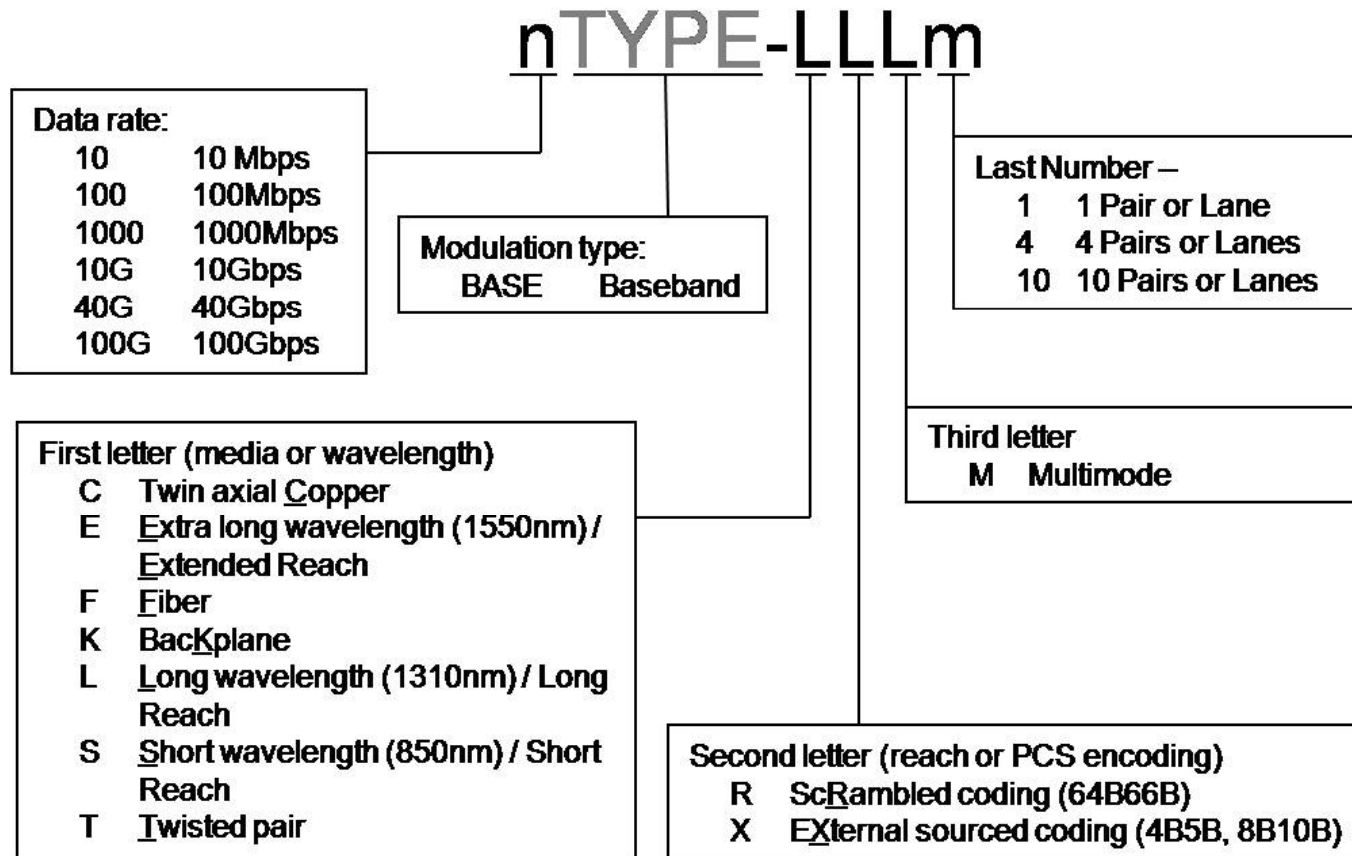 nTYPE-LLLm
Data rate:
10 10 Mbps
100 100Mbps
1000 1000Mbps
10G 10Gbps
40G 40Gbps
100G 100Gbps
Modulation type:
BASE Baseband
Last Number –
1 1 Pair or Lane
4 4 Pairs or Lanes
10 10 Pairs or Lanes
First letter (media or wavelength)
C Twin axial Copper
E Extra long wavelength (1550nm) /
Extended Reach
F Fiber
K BacKplane
L Long wavelength (1310nm) / Long
Reach
S Short wavelength (850nm) / Short
Reach
T Twisted pair
Third letter
M Multimode
Second letter (reach or PCS encoding)
R ScRambled coding (64B66B)
X EXternal sourced coding (4B5B, 8B10B)